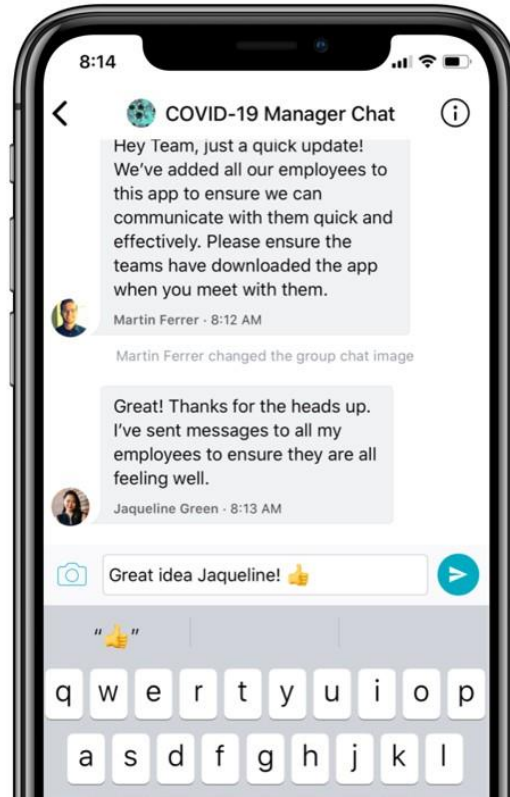 8:14
COVID-19 Manager Chat
Hey Team, just a quick update!
We've added all our employees to
this app to ensure we can
communicate with them quick and
effectively. Please ensure the
teams have downloaded the app
when you meet with them.
Martin Ferrer · 8:12 AM
Martin Ferrer changed the group chat image
Great! Thanks for the heads up.
I've sent messages to all my
employees to ensure they are all
feeling well.
Jaqueline Green · 8:13 AM
Great idea Jaqueline! 👍
"👍"
q w e r t y u i o p
a s d f g h j k l